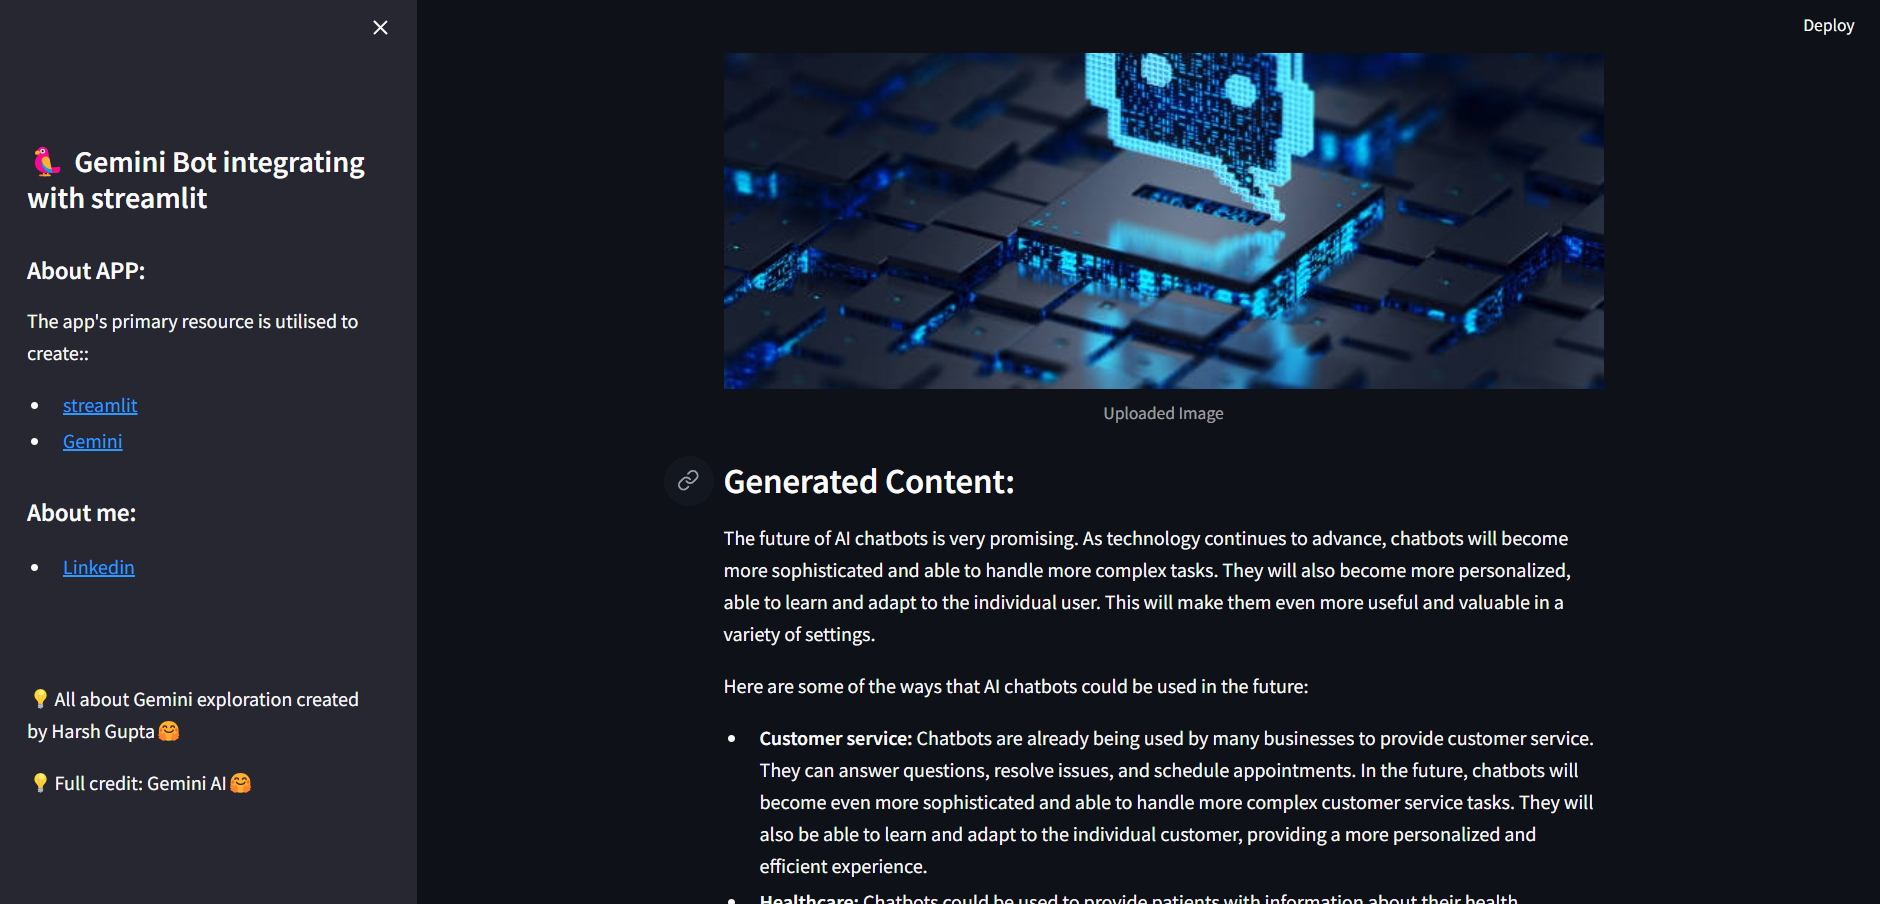 Deploy
🦜 Gemini Bot integrating
with streamlit
About APP:
The app's primary resource is utilised to
create::
• streamlit
• Gemini
About me:
• Linkedin
💡 All about Gemini exploration created
by Harsh Gupta 🤗
💡 Full credit: Gemini AI 🤗
Uploaded Image
Generated Content:
The future of AI chatbots is very promising. As technology continues to advance, chatbots will become
more sophisticated and able to handle more complex tasks. They will also become more personalized,
able to learn and adapt to the individual user. This will make them even more useful and valuable in a
variety of settings.
Here are some of the ways that AI chatbots could be used in the future:
• Customer service: Chatbots are already being used by many businesses to provide customer service.
They can answer questions, resolve issues, and schedule appointments. In the future, chatbots will
become even more sophisticated and able to handle more complex customer service tasks. They will
also be able to learn and adapt to the individual customer, providing a more personalized and
efficient experience.
• Healthcare: Chatbots could be used to provide patients with information about their health